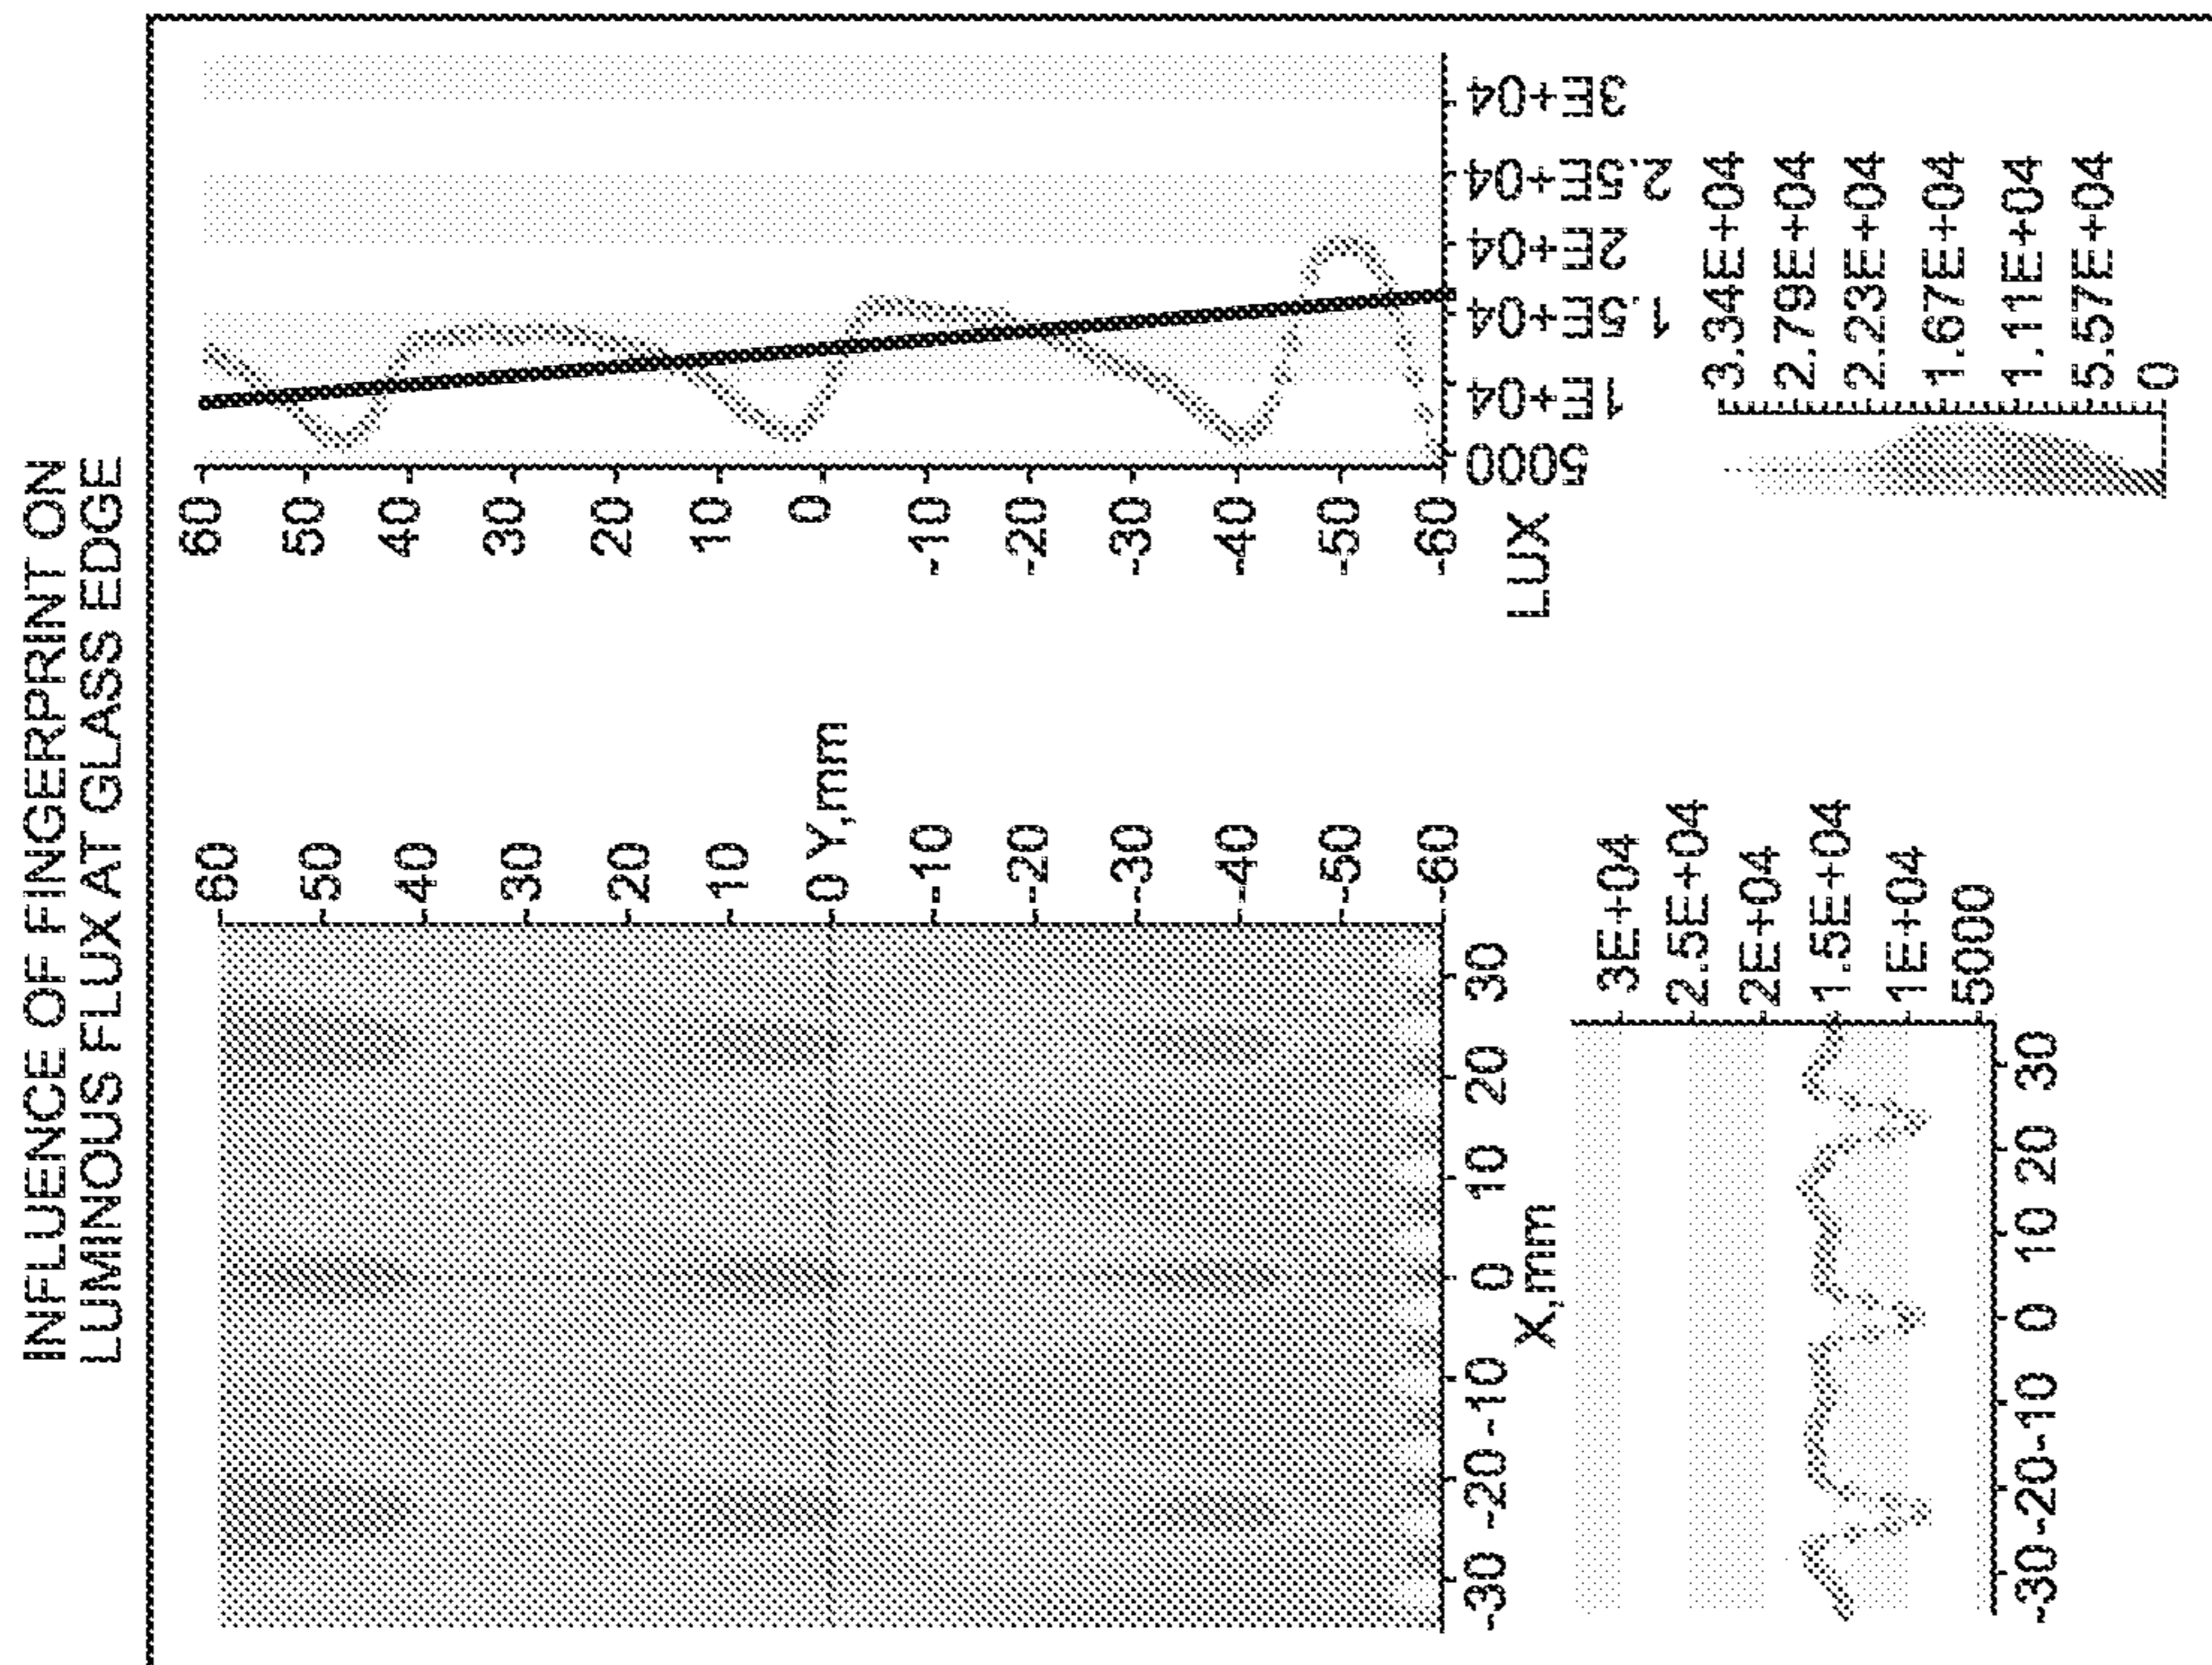 INFLUENCE OF FINGERPRINT ON
LUMINOUS FLUX AT GLASS EDGE
60
50
40
30
20
10
0 Y,mm
-10
-20
-30
-40
-50
-60
-30 -20 -10 0 10 20 30
X,mm
60
50
40
30
20
10
0
-10
-20
-30
-40
-50
-60
LUX
5000
1E+04
1.5E+04
2E+04
2.5E+04
3E+04
3E+04
2.5E+04
2E+04
1.5E+04
1E+04
5000
-30 -20 -10 0 10 20 30
3.34E+04
2.79E+04
2.23E+04
1.67E+04
1.11E+04
5.57E+04
0